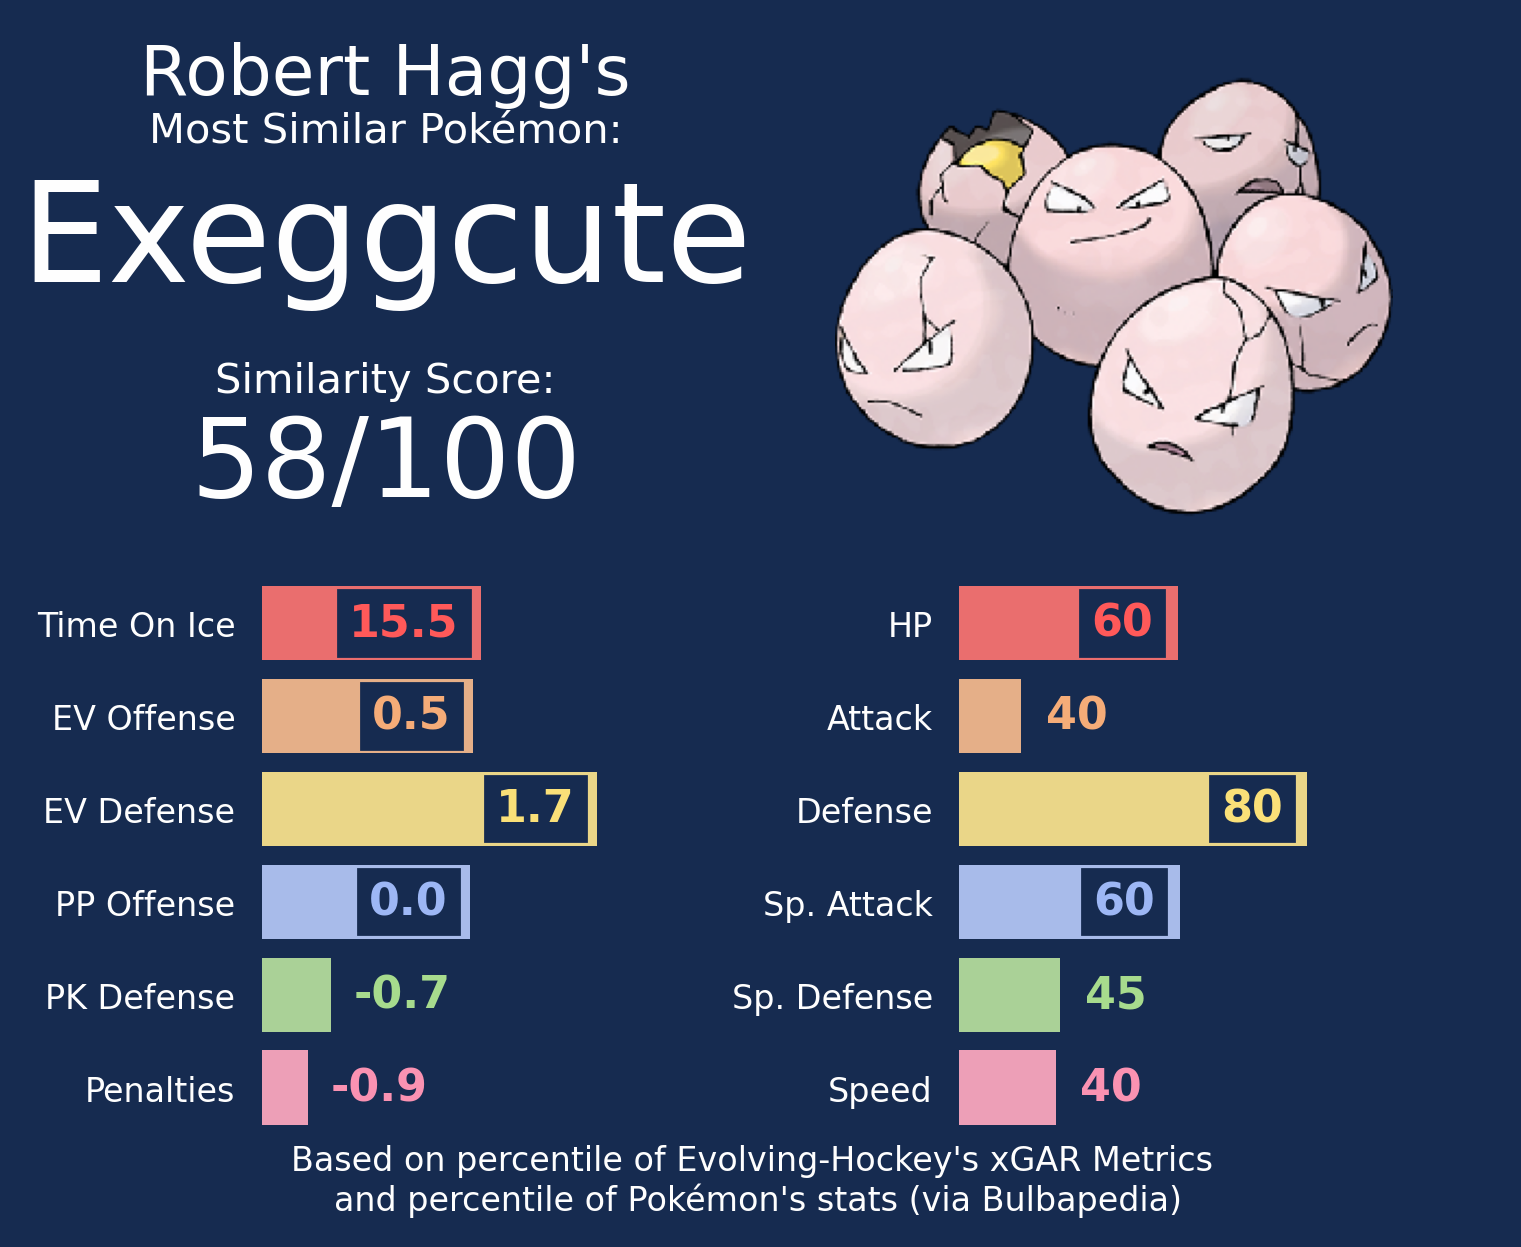 Robert Hagg's
Most Similar Pokémon:
Exeggcute
Similarity Score:
58/100
Time On Ice 15.5
EV Offense 0.5
EV Defense 1.7
PP Offense 0.0
PK Defense -0.7
Penalties -0.9
HP 60
Attack 40
Defense 80
Sp. Attack 60
Sp. Defense 45
Speed 40
Based on percentile of Evolving-Hockey's xGAR Metrics
and percentile of Pokémon's stats (via Bulbapedia)